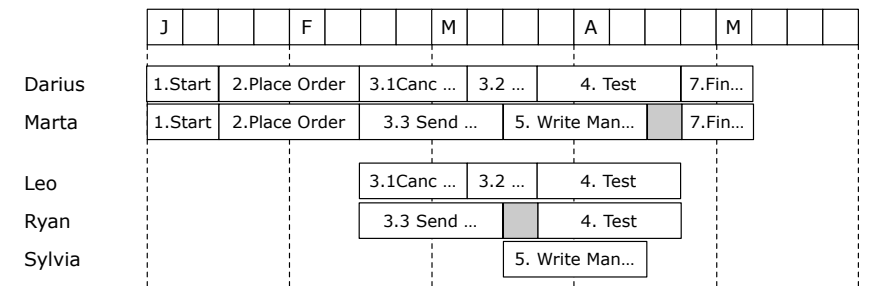 J F M A M
Darius 1.Start 2.Place Order 3.1Canc ... 3.2 ... 4. Test 7.Fin...
Marta 1.Start 2.Place Order 3.3 Send ... 5. Write Man... 7.Fin...
Leo 3.1Canc ... 3.2 ... 4. Test
Ryan 3.3 Send ... 4. Test
Sylvia 5. Write Man...